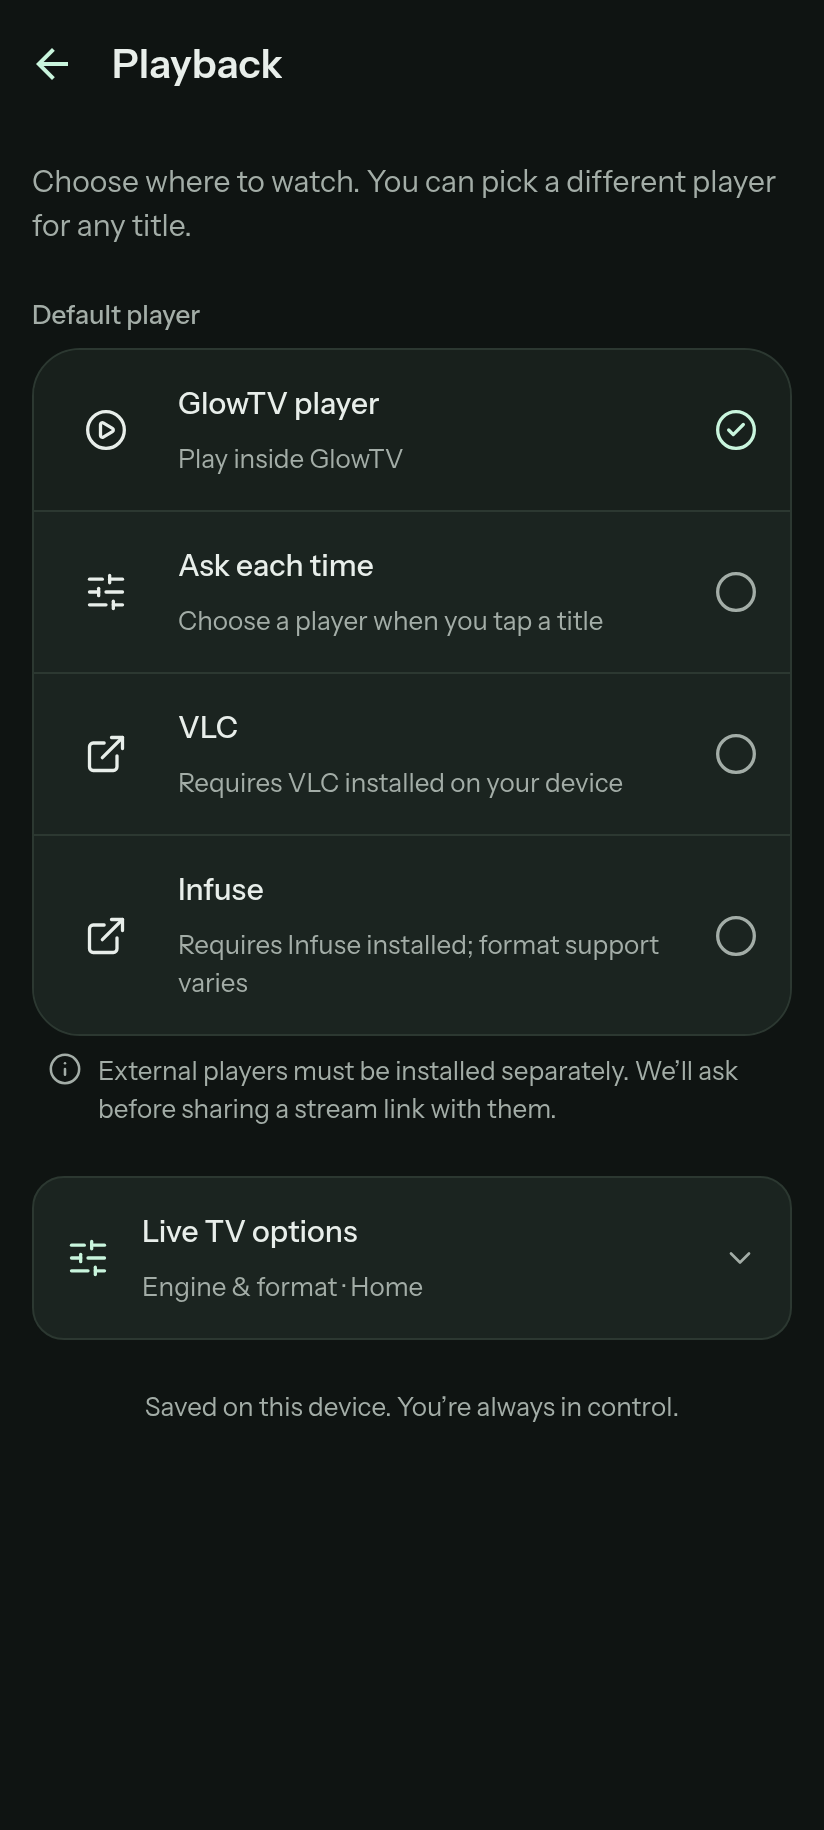 Playback
Choose where to watch. You can pick a different player
for any title.
Default player
GlowTV player
Play inside GlowTV
Ask each time
Choose a player when you tap a title
VLC
Requires VLC installed on your device
Infuse
Requires Infuse installed; format support
varies
External players must be installed separately. We’ll ask
before sharing a stream link with them.
Live TV options
Engine & format · Home
Saved on this device. You’re always in control.